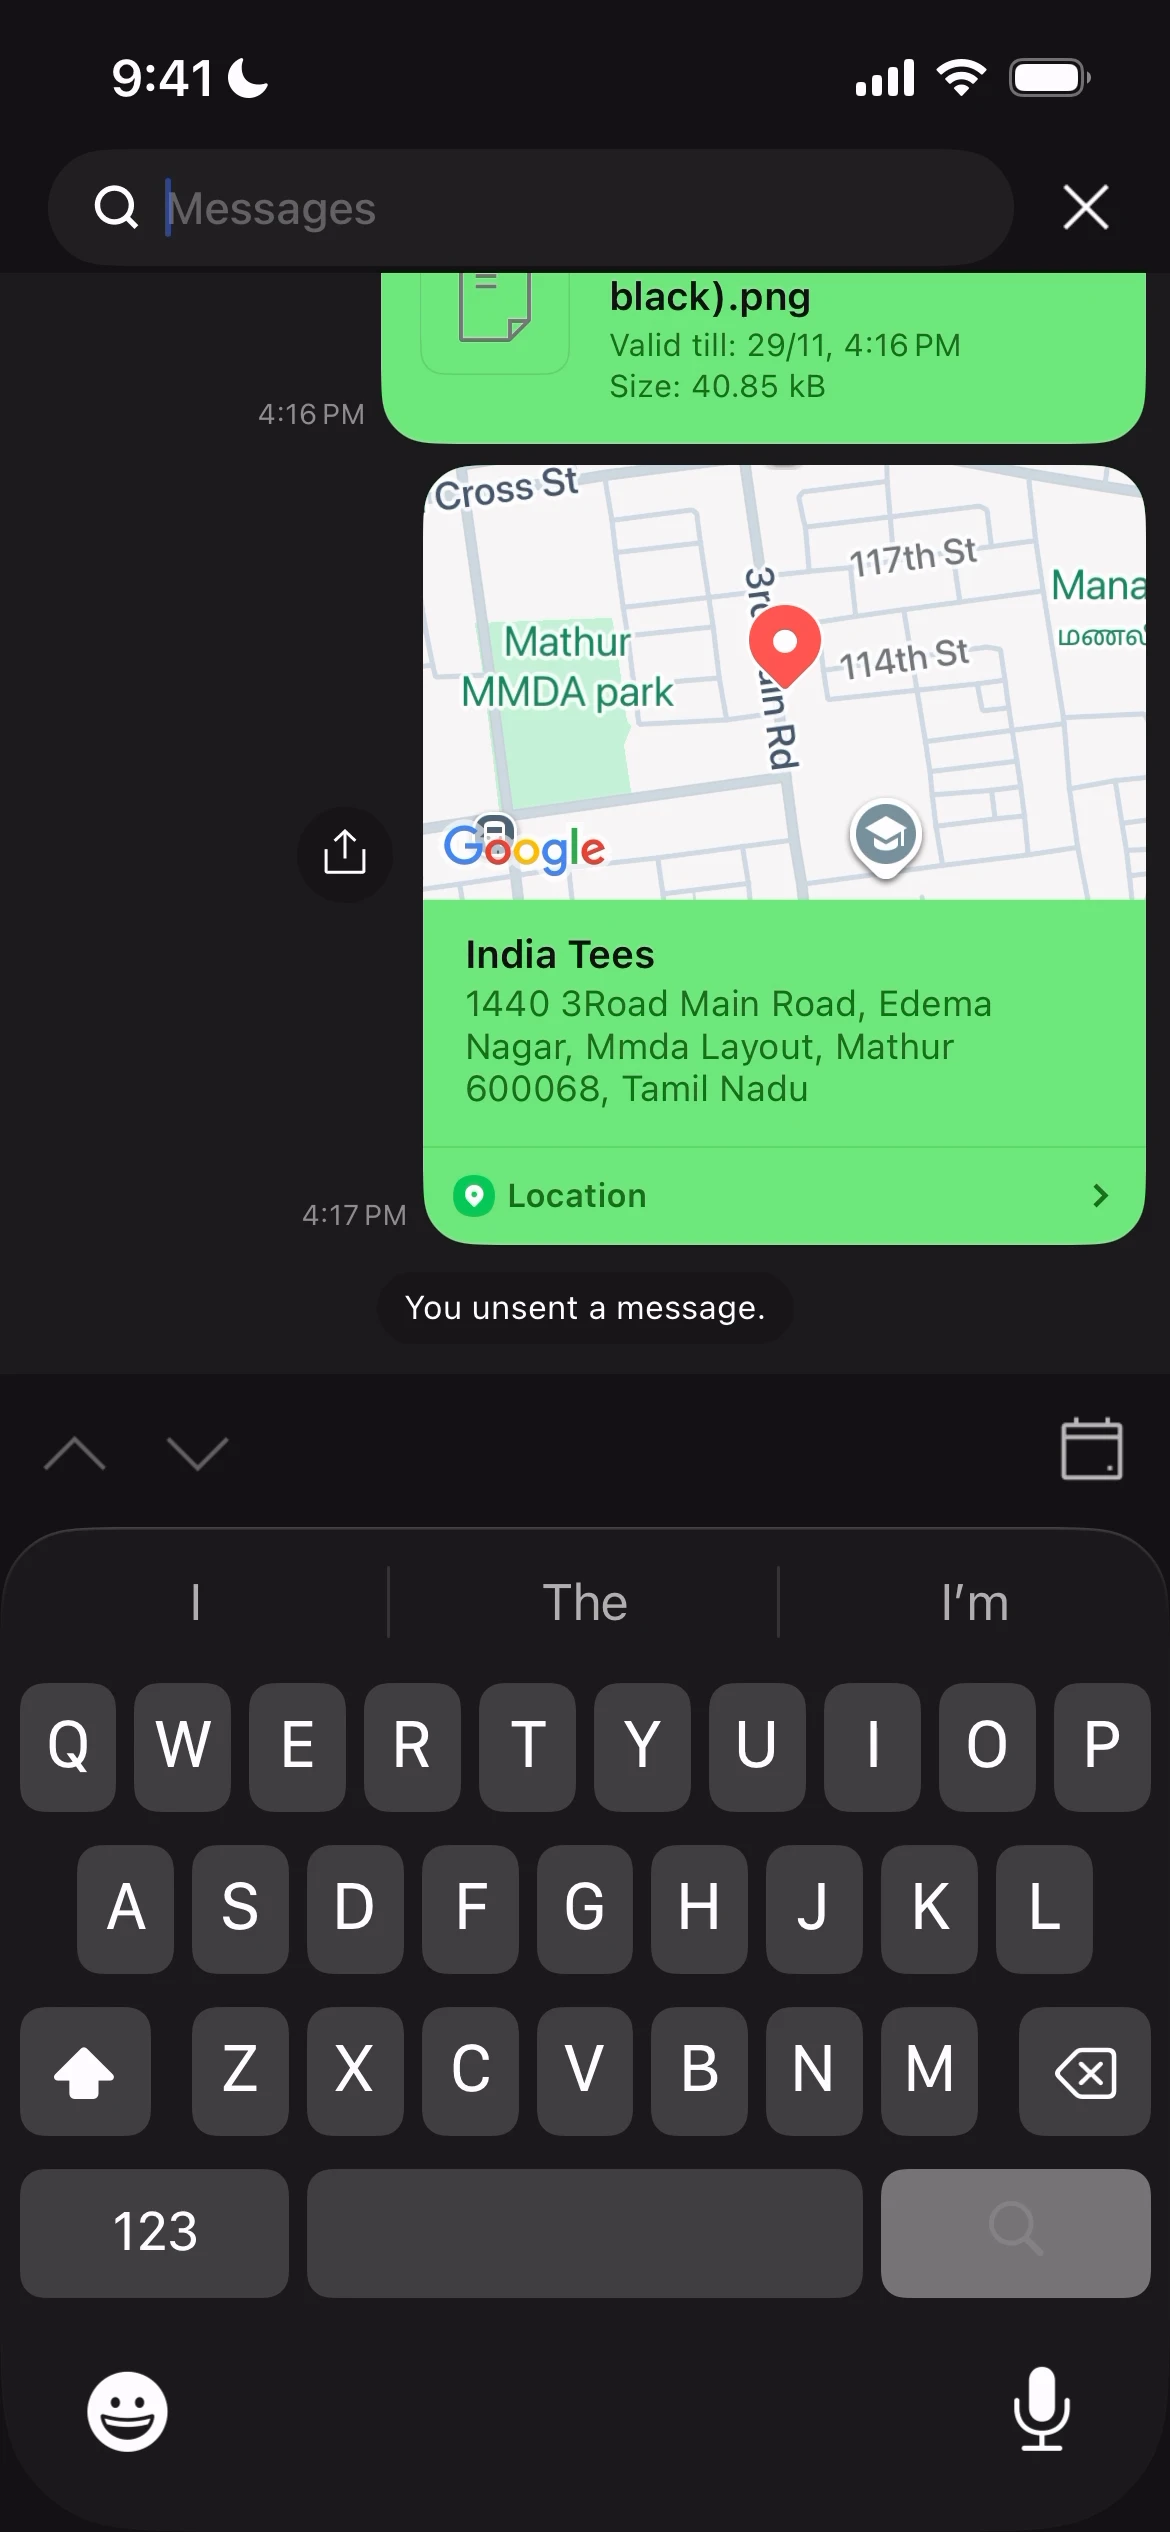 9:41
Messages
black).png
Valid till: 29/11, 4:16 PM
Size: 40.85 kB
4:16 PM
Cross St
117th St
Mana
மணலி
114th St
Mathur
MMDA park
Google
India Tees
1440 3Road Main Road, Edema
Nagar, Mmda Layout, Mathur
600068, Tamil Nadu
Location
4:17 PM
You unsent a message.
I The I'm
Q W E R T Y U I O P
A S D F G H J K L
Z X C V B N M
123